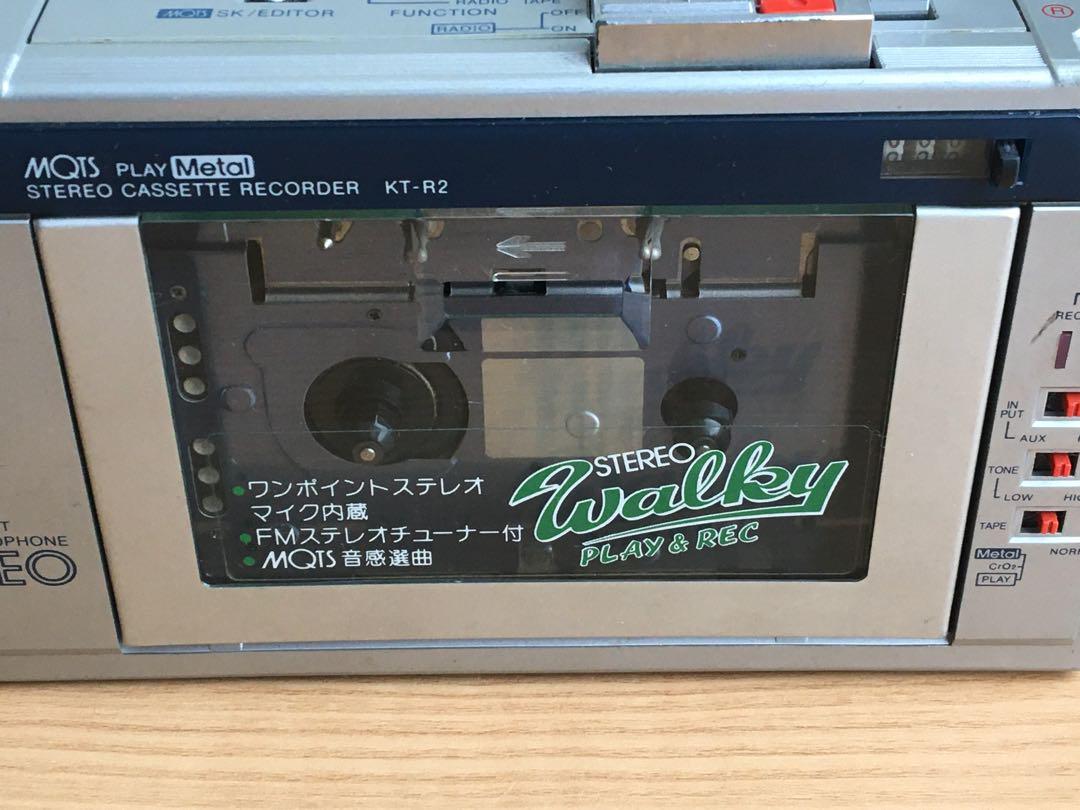 RADIO TAPE
MQTS SK/EDITOR
FUNCTION
OFF
RADIO
ON
®
MQTS PLAY Metal
STEREO CASSETTE RECORDER KT-R2
STEREO
Walky
PLAY & REC
•ワンポイントステレオ
マイク内蔵
•FMステレオチューナー付
•MQTS 音感選曲
IN
PUT
AUX
TONE
LOW
TAPE
Metal
CrO2
PLAY